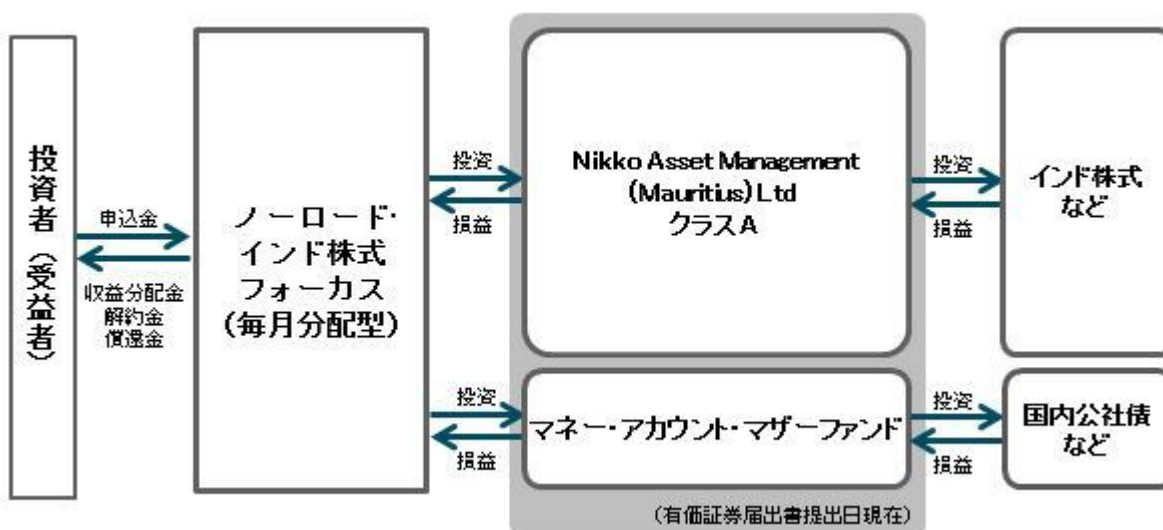 投資者（受益者）
申込金
収益分配金
解約金
償還金
ノーロード・
インド株式
フォーカス
（毎月分配型）
投資
損益
投資
損益
Nikko Asset Management
(Mauritius) Ltd
クラスA
マネー・アカウント・マザーファンド
（有価証券届出書提出日現在）
投資
損益
投資
損益
インド株式
など
国内公社債
など